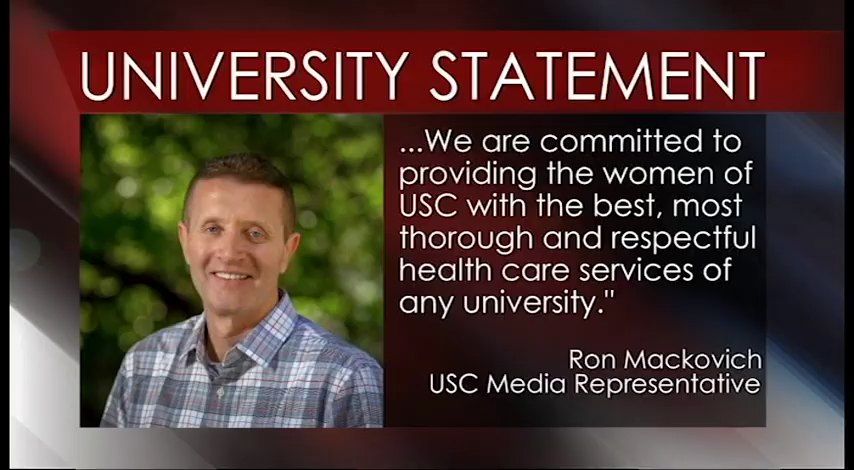 UNIVERSITY STATEMENT
...We are committed to
providing the women of
USC with the best, most
thorough and respectful
health care services of
any university."
Ron Mackovich
USC Media Representative